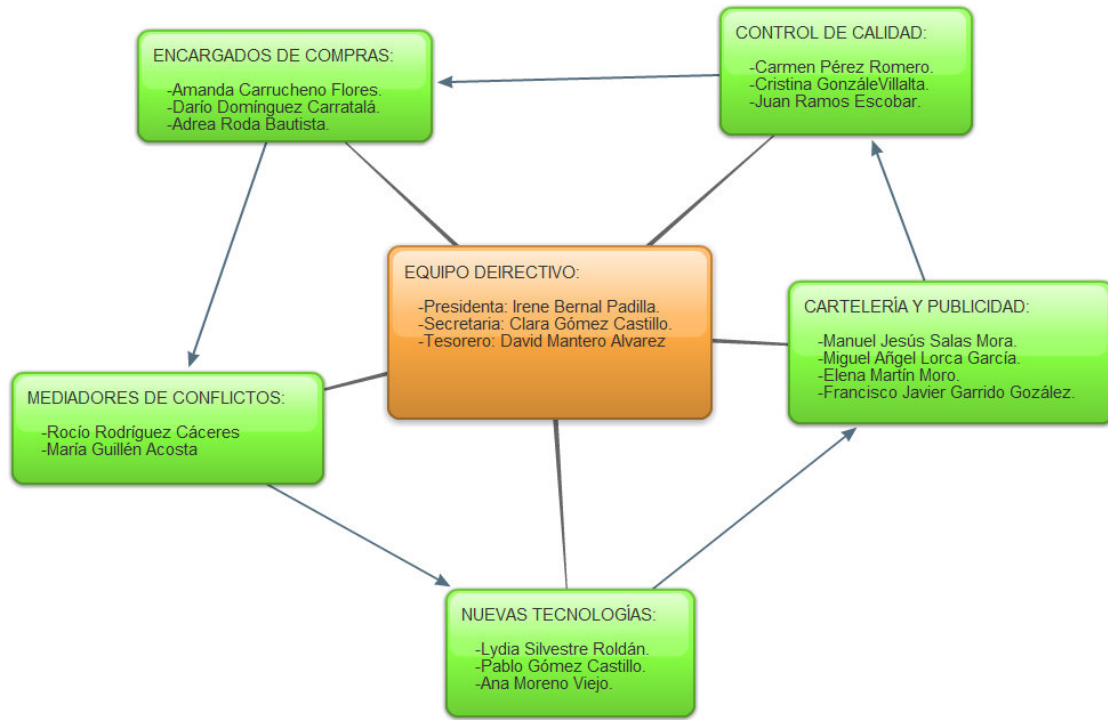 ENCARGADOS DE COMPRAS:
-Amanda Carrucheno Flores.
-Darío Domínguez Carratalá.
-Adrea Roda Bautista.
CONTROL DE CALIDAD:
-Carmen Pérez Romero.
-Cristina GonzáleVillalta.
-Juan Ramos Escobar.
EQUIPO DEIRECTIVO:
-Presidenta: Irene Bernal Padilla.
-Secretaria: Clara Gómez Castillo.
-Tesorero: David Mantero Alvarez
CARTELERÍA Y PUBLICIDAD:
-Manuel Jesús Salas Mora.
-Miguel Añgel Lorca García.
-Elena Martín Moro.
-Francisco Javier Garrido Gozález.
MEDIADORES DE CONFLICTOS:
-Rocío Rodríguez Cáceres
-María Guillén Acosta
NUEVAS TECNOLOGÍAS:
-Lydia Silvestre Roldán.
-Pablo Gómez Castillo.
-Ana Moreno Viejo.